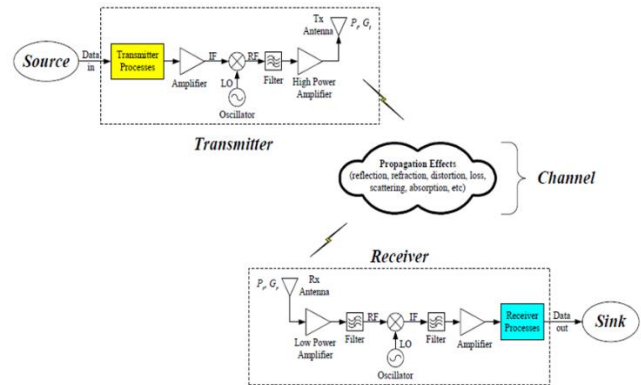 Tx
Antenna
Pt, Gt
Source
Data
in
Transmitter
Processes
Amplifier
IF
RF
LO
Oscillator
Filter
High Power
Amplifier
Transmitter
Propagation Effects
(reflection, refraction, distortion, loss,
scattering, absorption, etc)
Channel
Receiver
Pr, Gr
Rx
Antenna
Low Power
Amplifier
Filter
RF
LO
Oscillator
IF
Filter
Amplifier
Receiver
Processes
Data
out
Sink